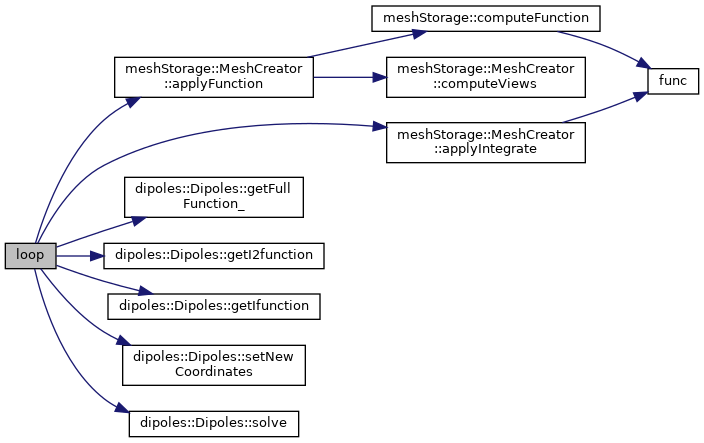 meshStorage::computeFunction
meshStorage::MeshCreator
::applyFunction
meshStorage::MeshCreator
::computeViews
func
meshStorage::MeshCreator
::applyIntegrate
dipoles::Dipoles::getFull
Function_
loop
dipoles::Dipoles::getI2function
dipoles::Dipoles::getIfunction
dipoles::Dipoles::setNew
Coordinates
dipoles::Dipoles::solve